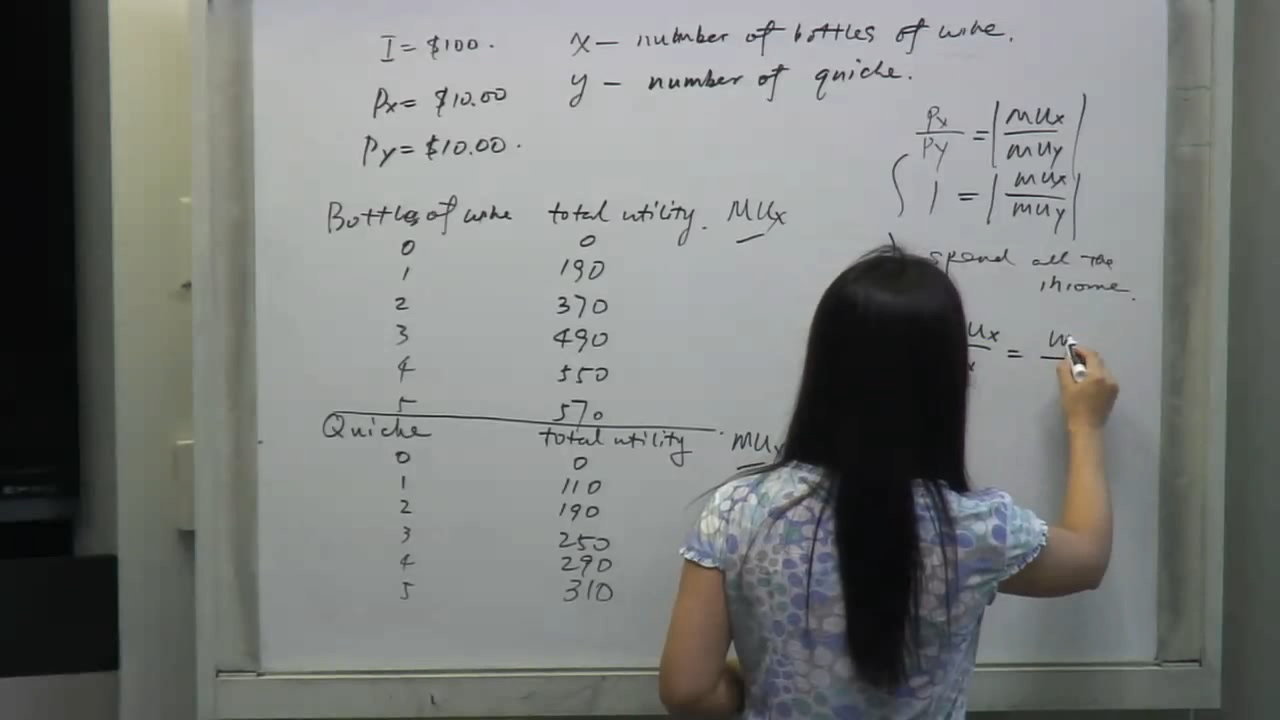 I = $100.
x — number of bottles of wine.
Px = $10.00
y — number of quiche.
Py = $10.00.
Px/Py = |MUx/MUy|
1 = |MUx/MUy|
spend all the income.
Ux/x =
Bottles of wine total utility. MUx
0 0
1 190
2 370
3 490
4 550
5 570
Quiche total utility MU
0 0
1 110
2 190
3 250
4 290
5 310